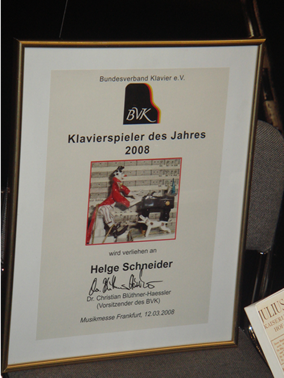 Bundesverband Klavier e.V.
BVK
Klavierspieler des Jahres
2008
wird verliehen an
Helge Schneider
Dr. Christian Blüthner-Haessler
(Vorsitzender des BVK)
Musikmesse Frankfurt, 12.03.2008